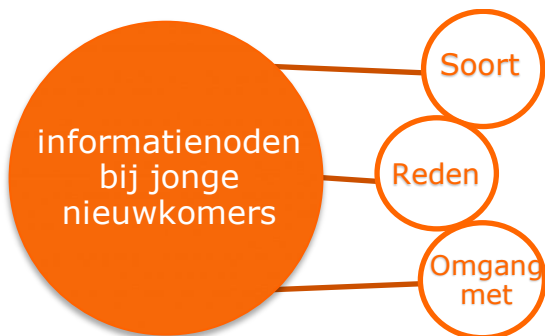 informatienoden
bij jonge
nieuwkomers
Soort
Reden
Omgang
met